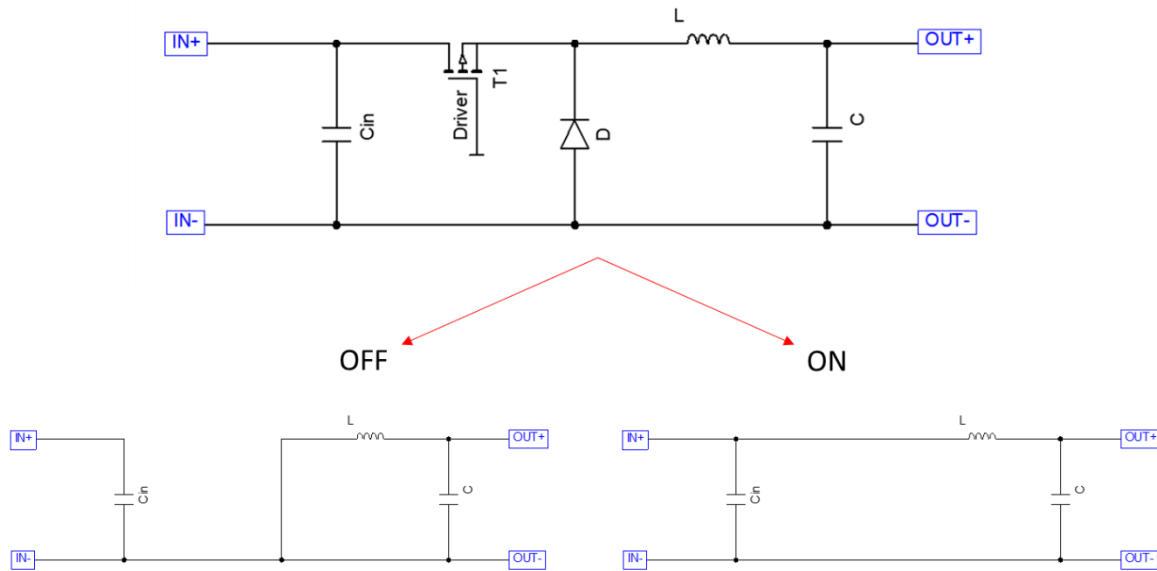 L
IN+
OUT+
T1
Driver
Cin
D
C
IN-
OUT-
OFF
ON
L
IN+
OUT+
Cin
C
IN-
OUT-
L
IN+
OUT+
Cin
C
IN-
OUT-